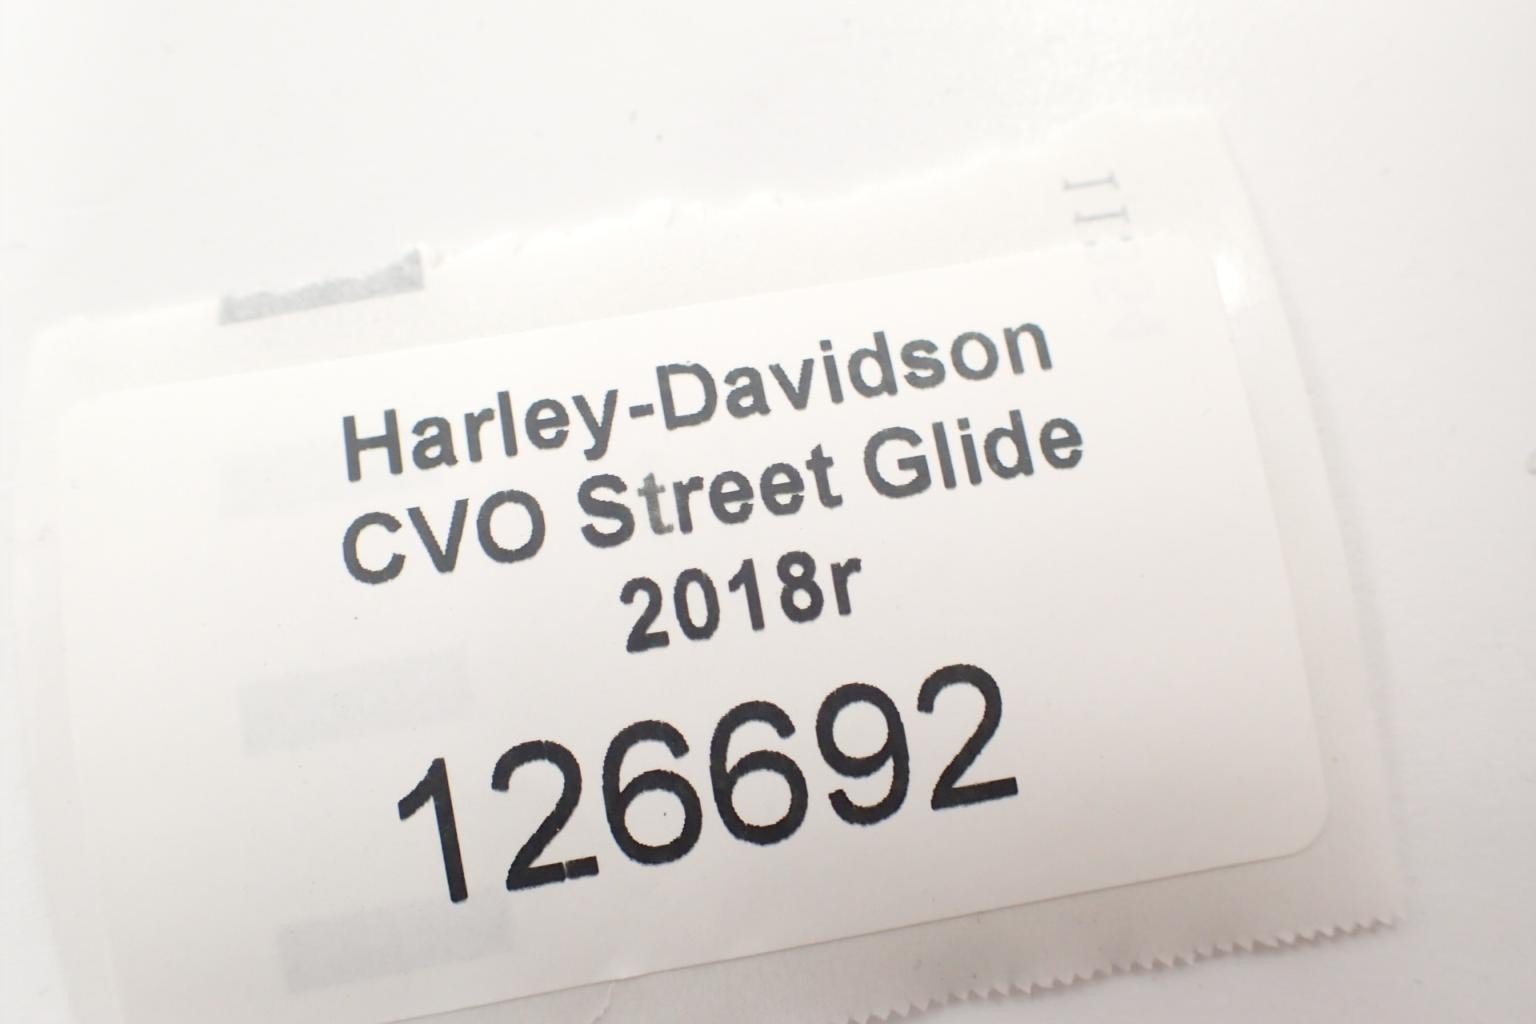 Harley-Davidson
CVO Street Glide
2018r
126692